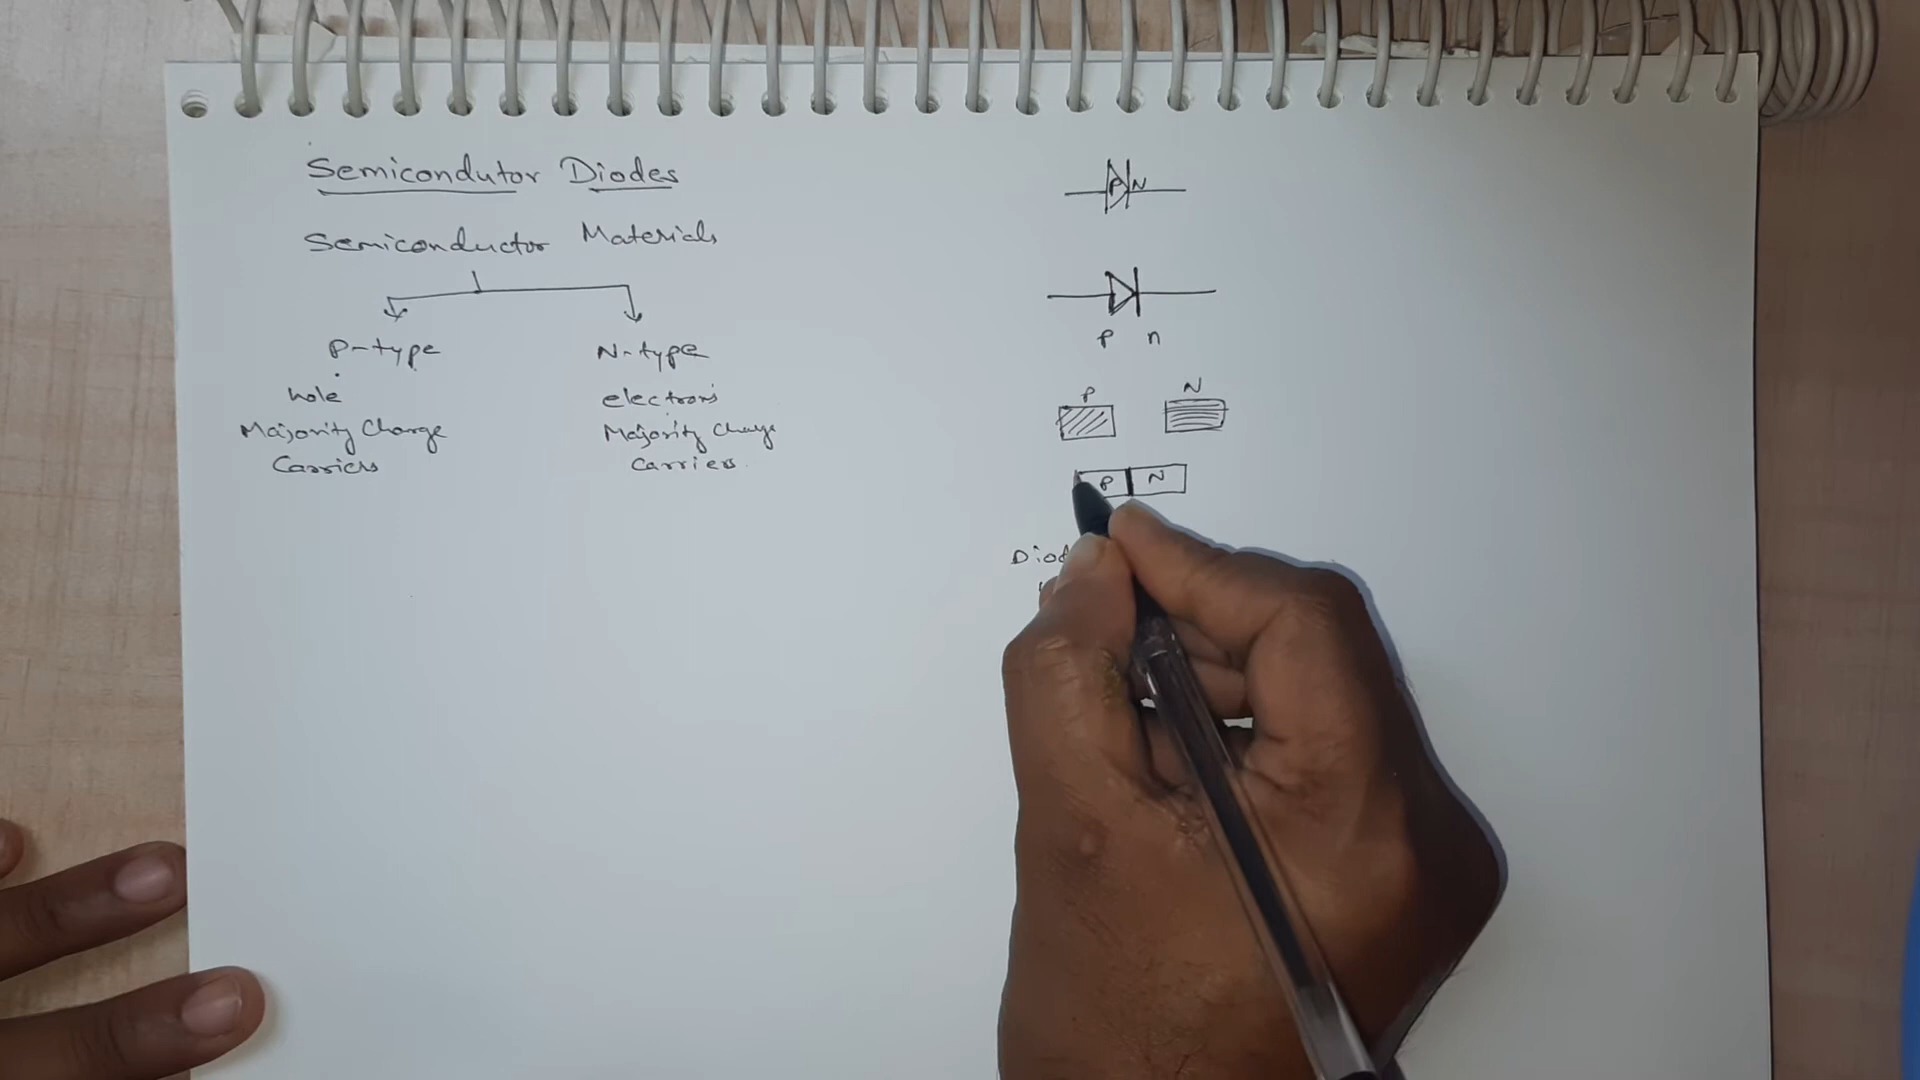 Semicondutor Diodes
Semiconductor Materials
P-type
N-type
hole
Majority Charge
Carriers
electrons
Majority Charge
Carriers.
P N
P n
P N
P N